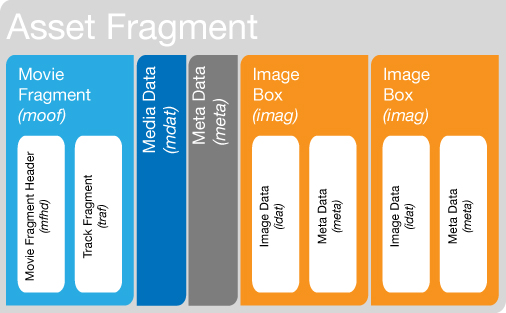 Asset Fragment
Movie
Fragment
(moof)
Movie Fragment Header
(mfhd)
Track Fragment
(traf)
Media Data
(mdat)
Meta Data
(meta)
Image
Box
(imag)
Image Data
(idat)
Meta Data
(meta)
Image
Box
(imag)
Image Data
(idat)
Meta Data
(meta)